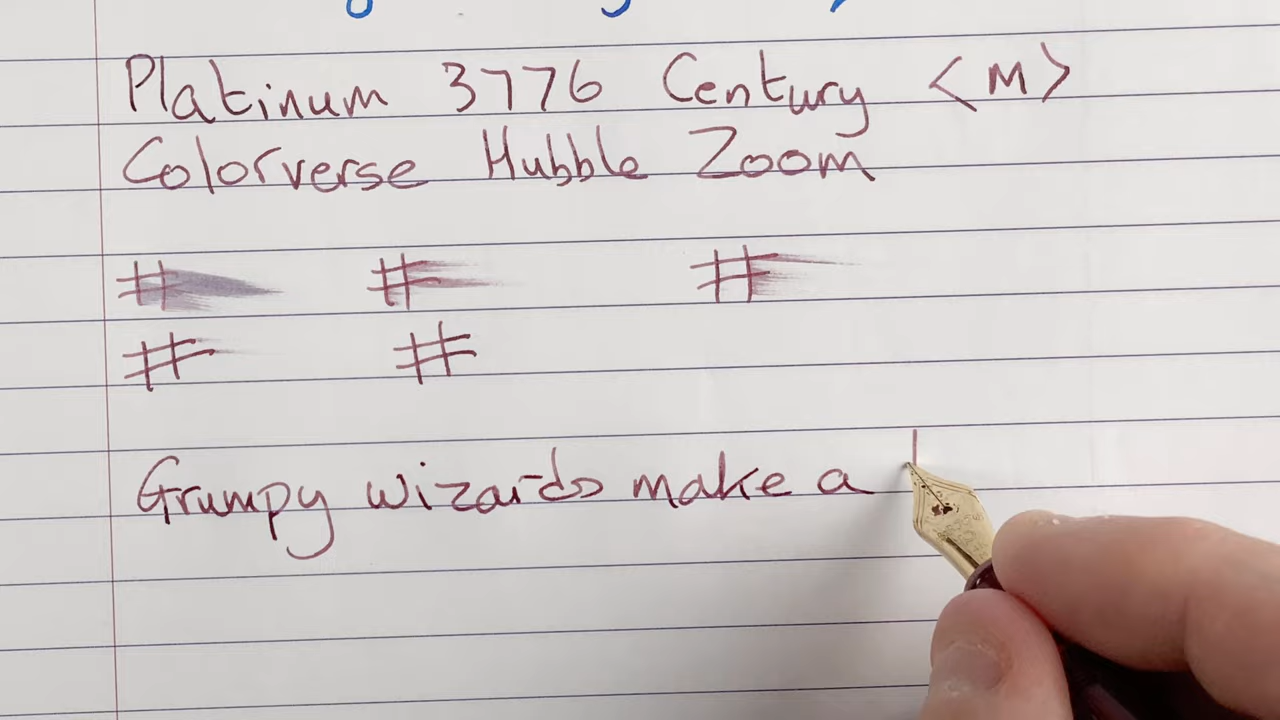 Platinum 3776 Century <M>
Colorverse Hubble Zoom
# # #
# #
Grumpy wizards make a